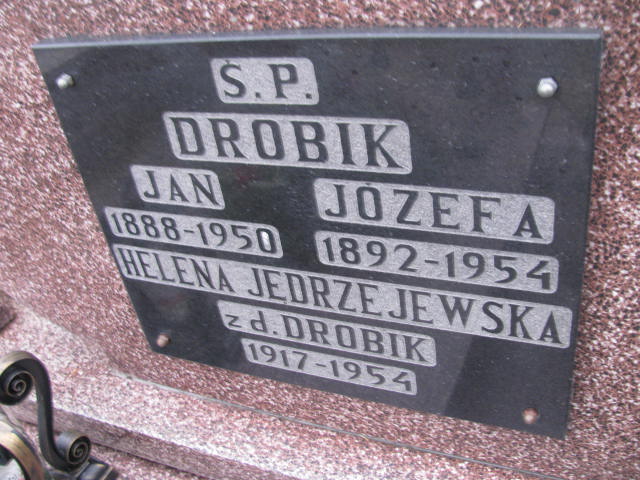 Ś.P.
DROBIK
JAN JÓZEFA
1888-1950 1892-1954
HELENA JĘDRZEJEWSKA
z d. DROBIK
1917-1954